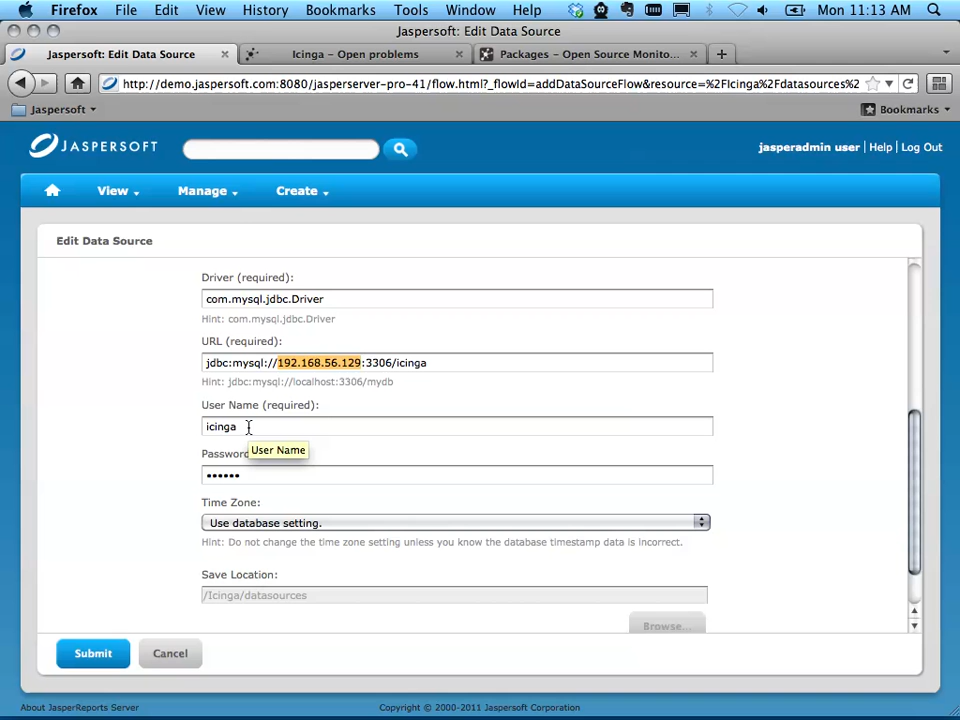 Firefox File Edit View History Bookmarks Tools Window Help Mon 11:13 AM
Jaspersoft: Edit Data Source
Jaspersoft: Edit Data Source Icinga – Open problems Packages – Open Source Monito...
http://demo.jaspersoft.com:8080/jasperserver-pro-41/flow.html?_flowId=addDataSourceFlow&resource=%2FIcinga%2Fdatasources%2
Jaspersoft Bookmarks
JASPERSOFT
jasperadmin user Help Log Out
View Manage Create
Edit Data Source
Driver (required):
com.mysql.jdbc.Driver
Hint: com.mysql.jdbc.Driver
URL (required):
jdbc:mysql://192.168.56.129:3306/icinga
Hint: jdbc:mysql://localhost:3306/mydb
User Name (required):
icinga
User Name
Password
••••••
Time Zone:
Use database setting.
Hint: Do not change the time zone setting unless you know the database timestamp data is incorrect.
Save Location:
/Icinga/datasources
Browse...
Submit Cancel
About JasperReports Server Copyright © 2000-2011 Jaspersoft Corporation